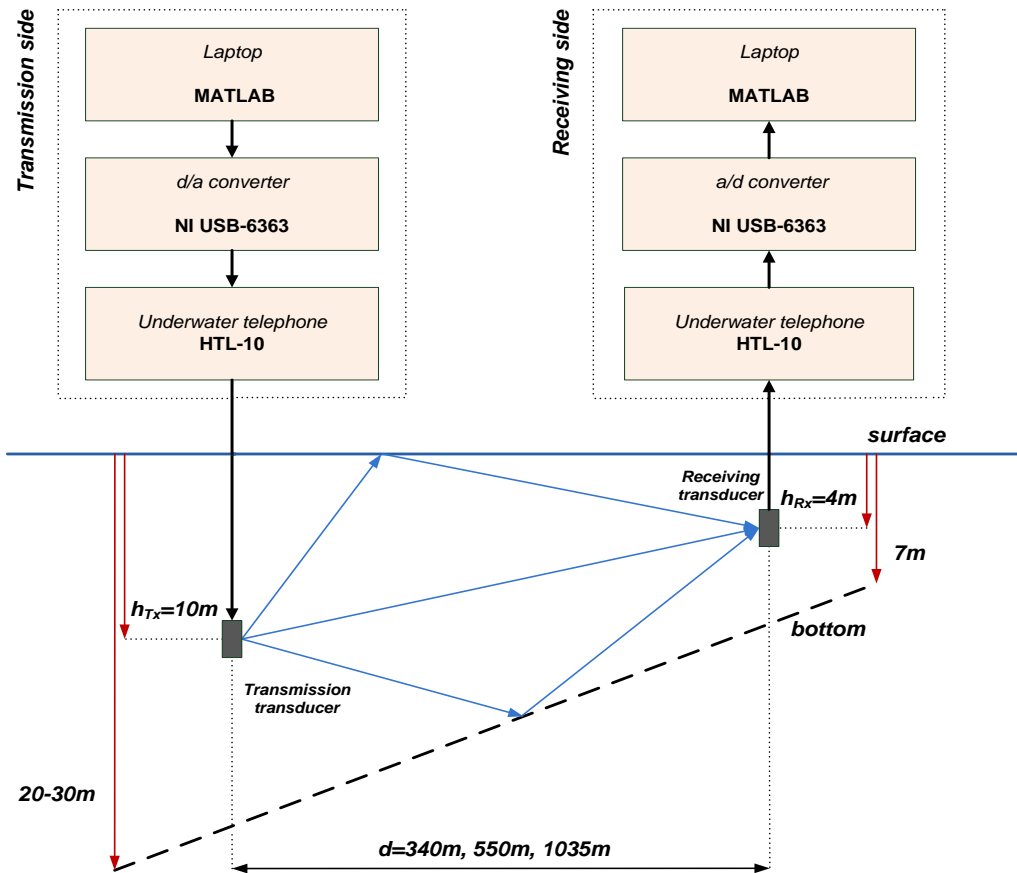 Transmission side
Laptop
MATLAB
d/a converter
NI USB-6363
Underwater telephone
HTL-10
Receiving side
Laptop
MATLAB
a/d converter
NI USB-6363
Underwater telephone
HTL-10
surface
Receiving
transducer
hRx=4m
7m
hTx=10m
bottom
Transmission
transducer
20-30m
d=340m, 550m, 1035m